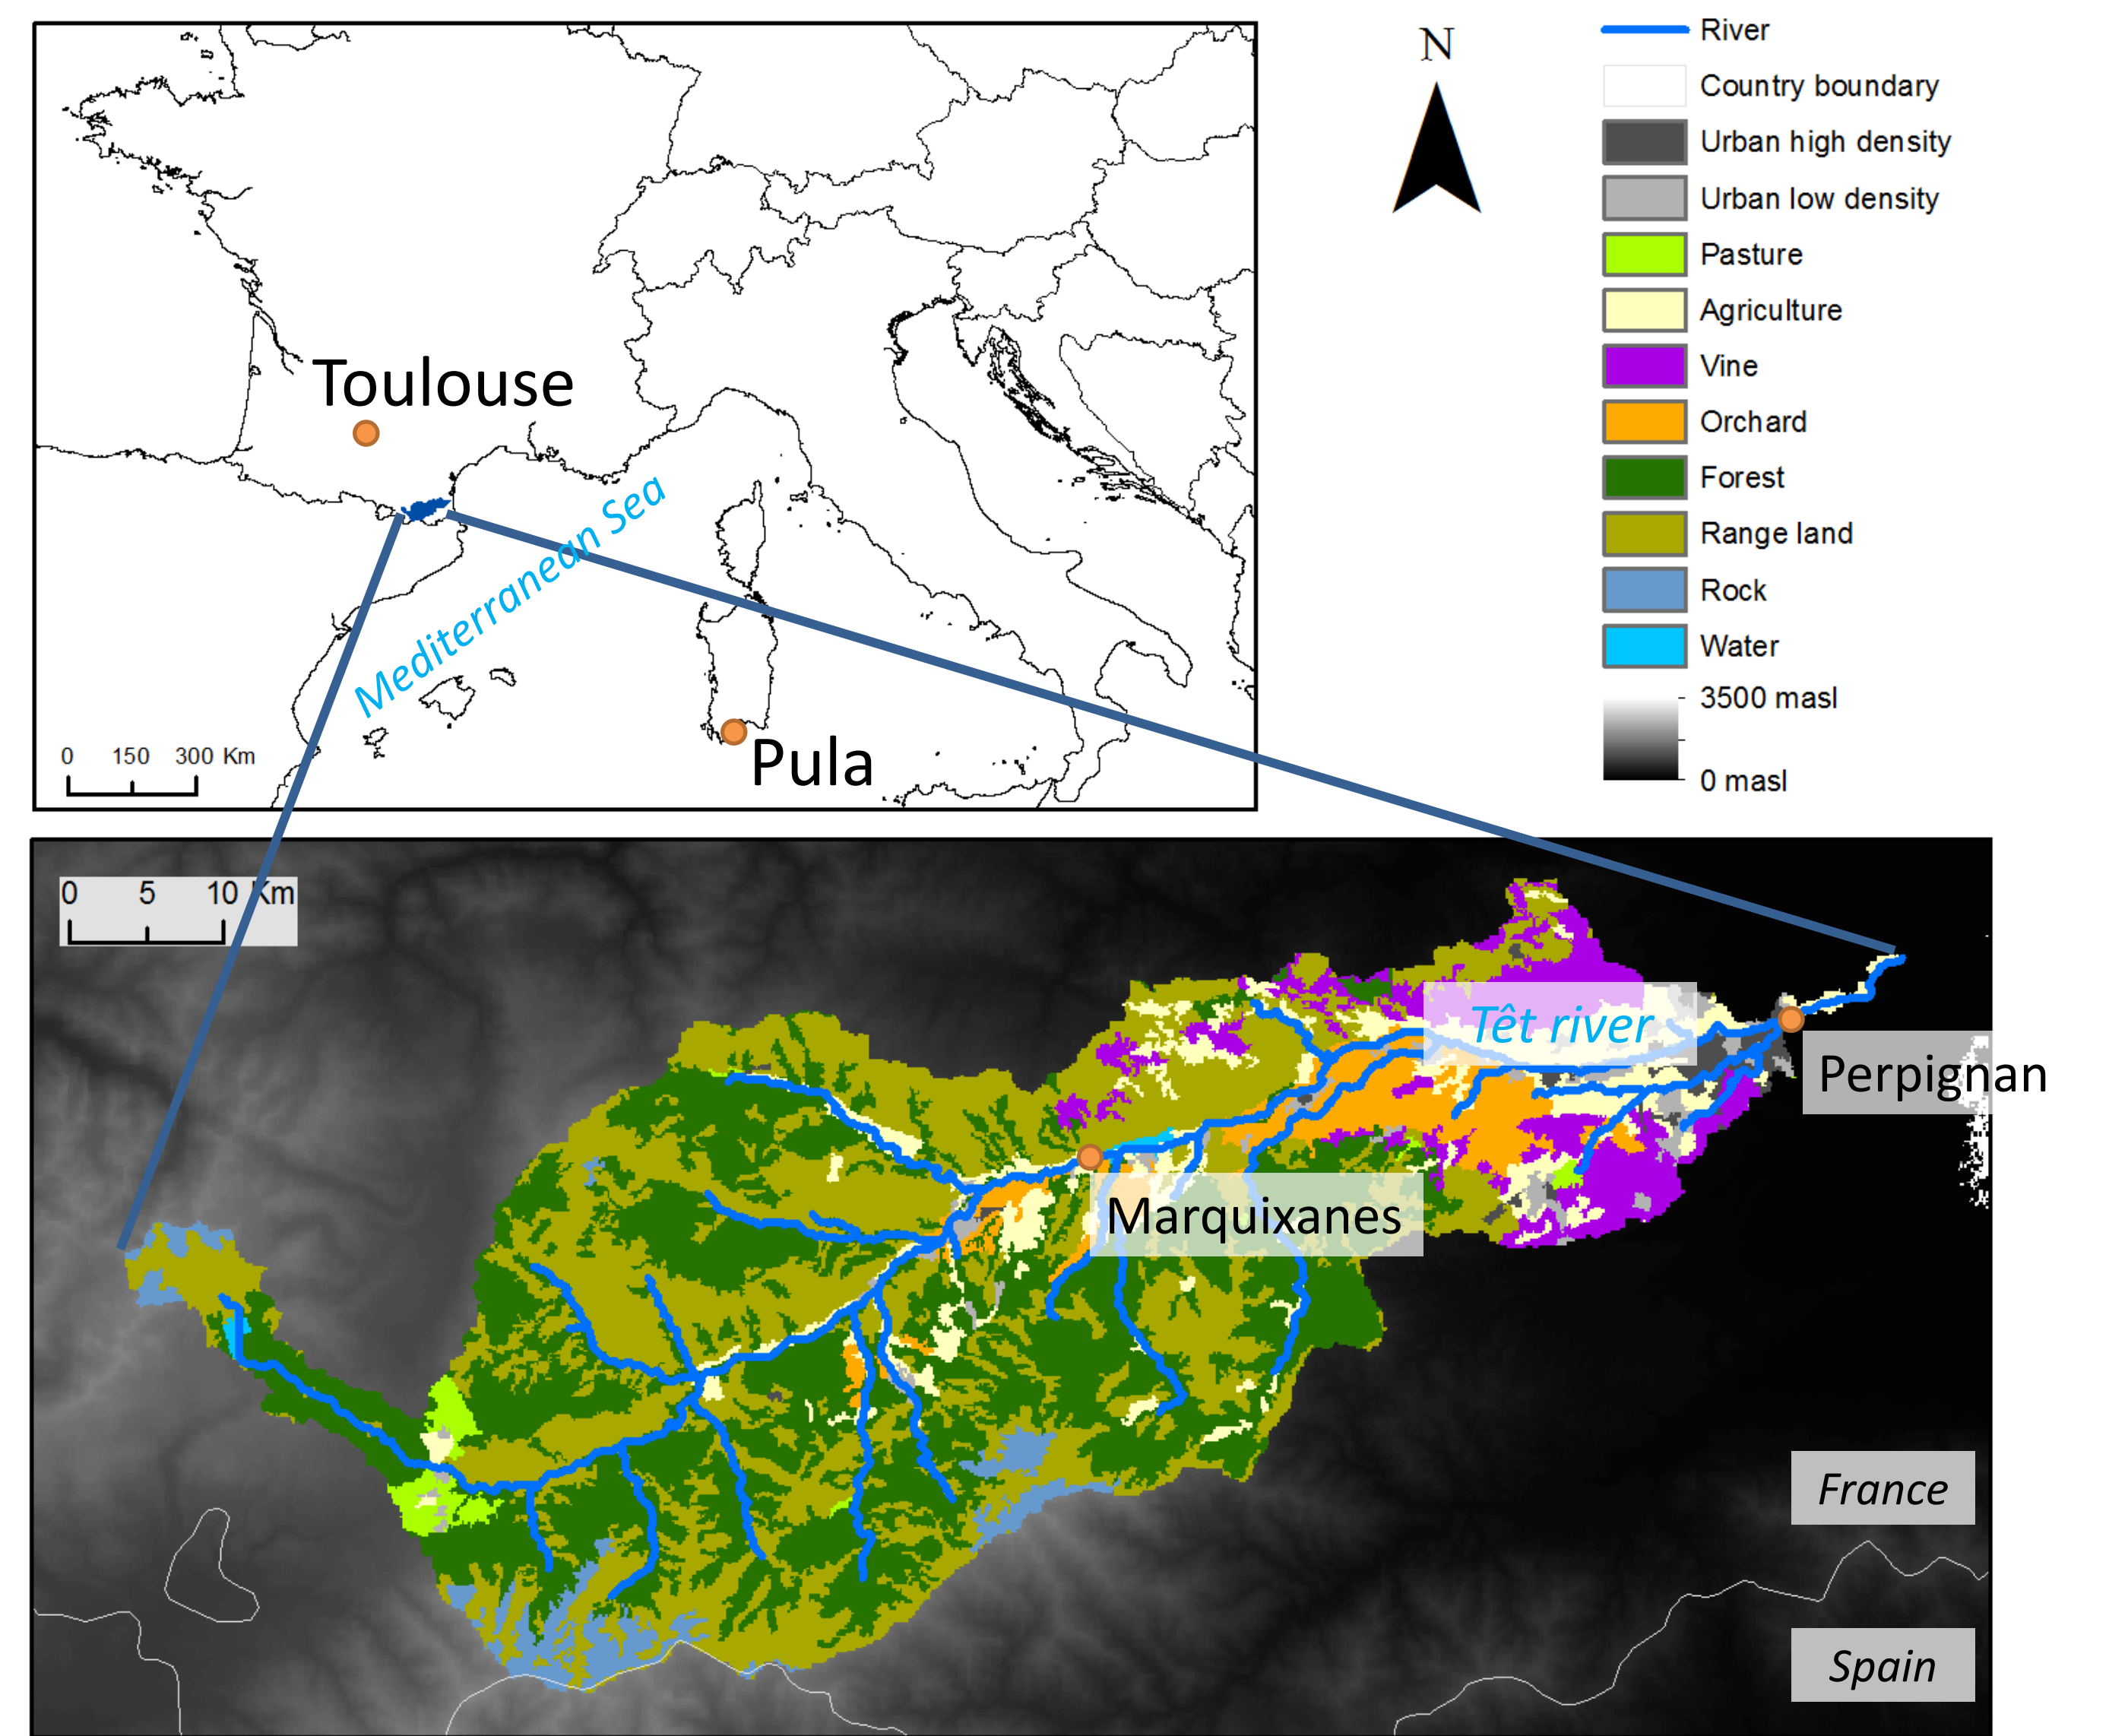 Toulouse
Mediterranean Sea
Pula
0 150 300 Km
N
River
Country boundary
Urban high density
Urban low density
Pasture
Agriculture
Vine
Orchard
Forest
Range land
Rock
Water
3500 masl
0 masl
0 5 10 Km
Têt river
Perpignan
Marquixanes
France
Spain